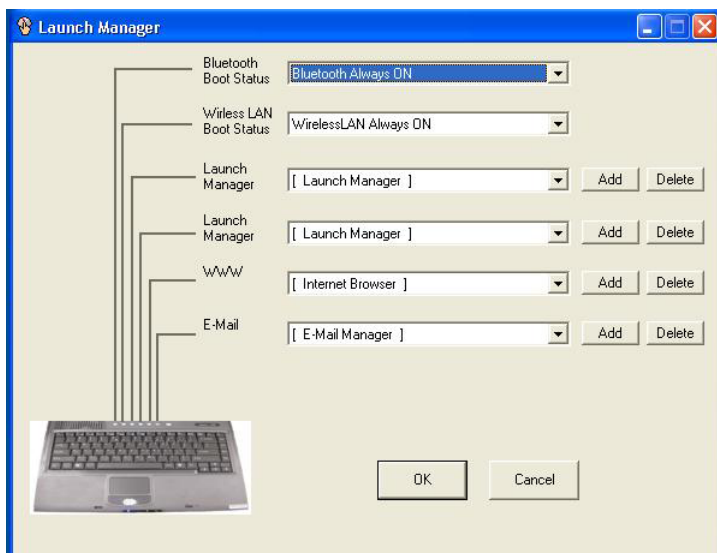 Launch Manager
Bluetooth
Boot Status
Bluetooth Always ON
Wirless LAN
Boot Status
WirelessLAN Always ON
Launch
Manager
[ Launch Manager ]
Add
Delete
Launch
Manager
[ Launch Manager ]
Add
Delete
WWW
[ Internet Browser ]
Add
Delete
E-Mail
[ E-Mail Manager ]
Add
Delete
OK
Cancel